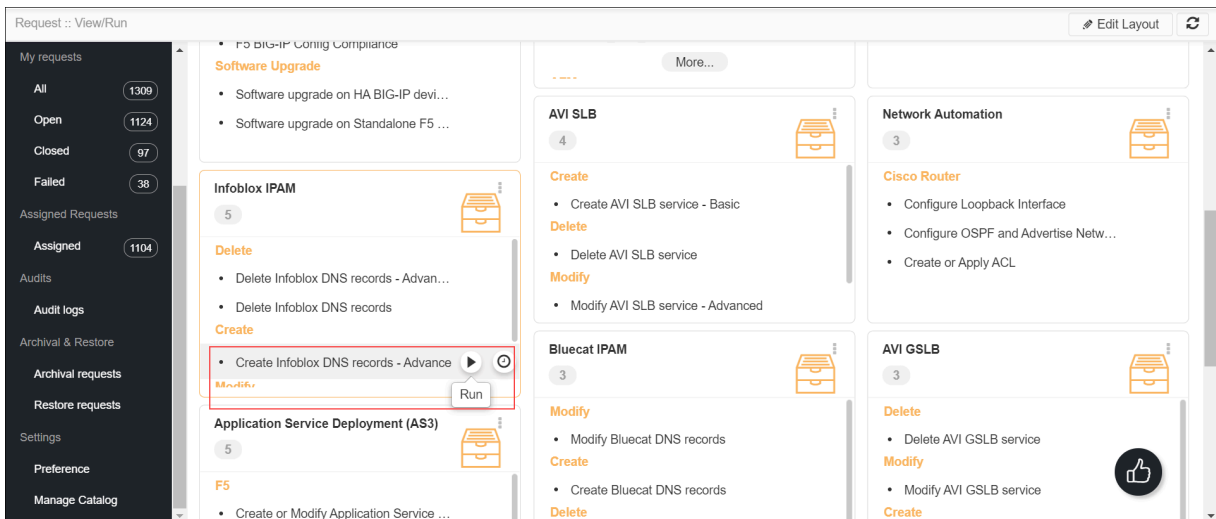 Request :: View/Run
Edit Layout
My requests
All 1309
Open 1124
Closed 97
Failed 38
Assigned Requests
Assigned 1104
Audits
Audit logs
Archival & Restore
Archival requests
Restore requests
Settings
Preference
Manage Catalog
• F5 BIG-IP Config Compliance
Software Upgrade
• Software upgrade on HA BIG-IP devi...
• Software upgrade on Standalone F5 ...
Infoblox IPAM
5
Delete
• Delete Infoblox DNS records - Advan...
• Delete Infoblox DNS records
Create
• Create Infoblox DNS records - Advance
Modify
Run
Application Service Deployment (AS3)
5
F5
• Create or Modify Application Service ...
More...
AVI SLB
4
Create
• Create AVI SLB service - Basic
Delete
• Delete AVI SLB service
Modify
• Modify AVI SLB service - Advanced
Bluecat IPAM
3
Modify
• Modify Bluecat DNS records
Create
• Create Bluecat DNS records
Delete
Network Automation
3
Cisco Router
• Configure Loopback Interface
• Configure OSPF and Advertise Netw...
• Create or Apply ACL
AVI GSLB
3
Delete
• Delete AVI GSLB service
Modify
• Modify AVI GSLB service
Create